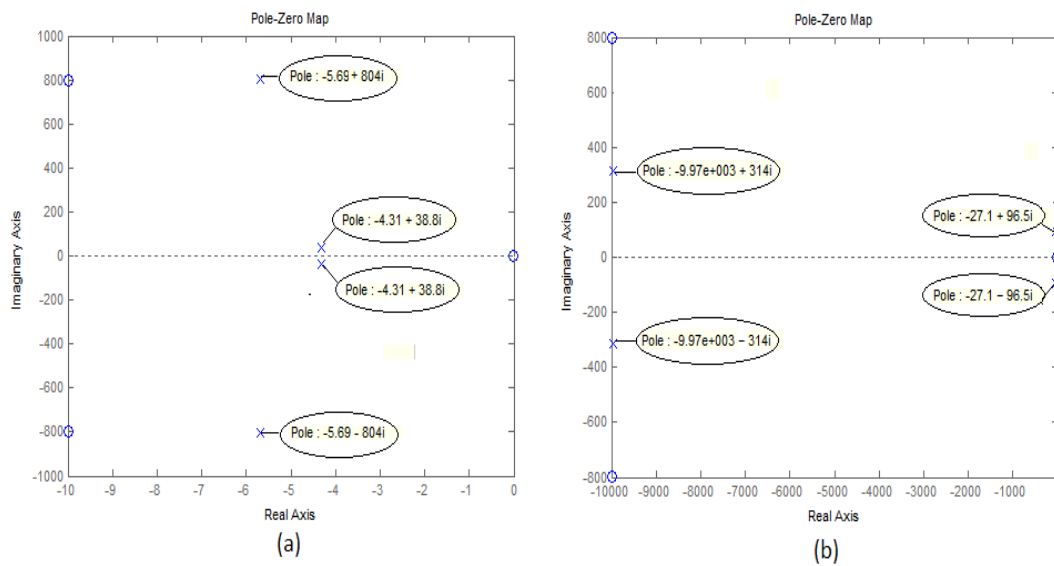 Pole-Zero Map
1000
800
600
400
200
0
-200
-400
-600
-800
-1000
Imaginary Axis
Pole : -5.69 + 804i
Pole : -4.31 + 38.8i
Pole : -4.31 + 38.8i
Pole : -5.69 - 804i
-10 -9 -8 -7 -6 -5 -4 -3 -2 -1 0
Real Axis
(a)
Pole-Zero Map
800
600
400
200
0
-200
-400
-600
-800
Imaginary Axis
Pole : -9.97e+003 + 314i
Pole : -27.1 + 96.5i
Pole : -27.1 – 96.5i
Pole : -9.97e+003 – 314i
-10000 -9000 -8000 -7000 -6000 -5000 -4000 -3000 -2000 -1000
Real Axis
(b)